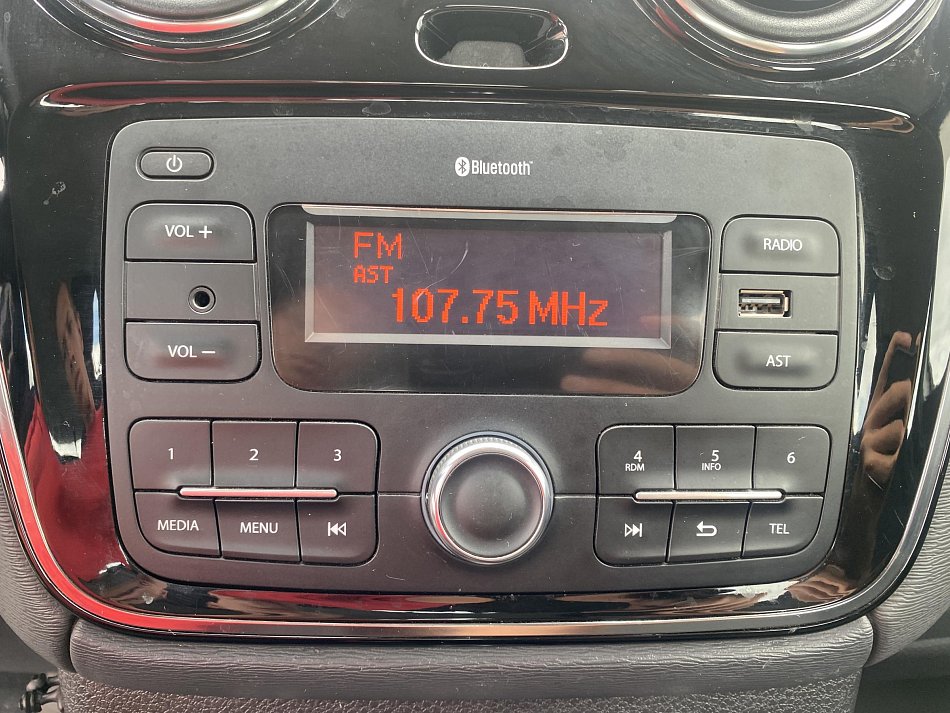 Bluetooth™
VOL +
VOL −
FM
AST
107.75 MHz
RADIO
AST
1
2
3
MEDIA
MENU
4
RDM
5
INFO
6
TEL